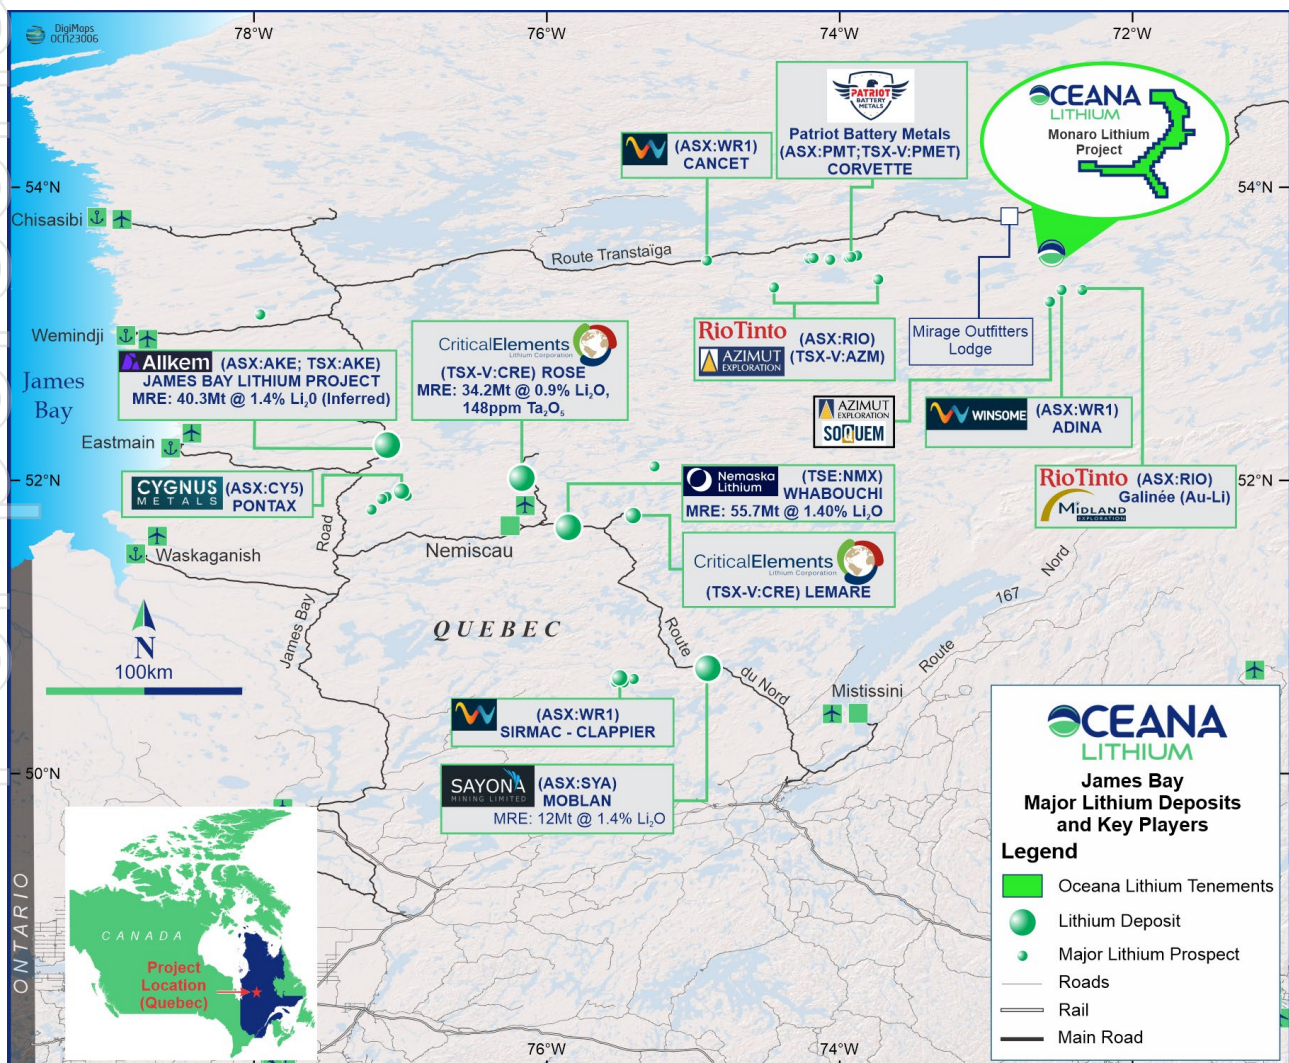 DigiMaps
OCN23006
78°W
76°W
74°W
72°W
PATRIOT
BATTERY
METALS
Patriot Battery Metals
(ASX:PMT;TSX-V:PMET)
CORVETTE
(ASX:WR1)
CANCET
OCEANA
LITHIUM
Monaro Lithium
Project
54°N
54°N
Chisasibi
Route Transtaïga
Wemindji
James
Bay
Allkem (ASX:AKE; TSX:AKE)
JAMES BAY LITHIUM PROJECT
MRE: 40.3Mt @ 1.4% Li₂0 (Inferred)
CriticalElements
Lithium Corporation
(TSX-V:CRE) ROSE
MRE: 34.2Mt @ 0.9% Li₂O,
148ppm Ta₂O₅
RioTinto (ASX:RIO)
AZIMUT (TSX-V:AZM)
EXPLORATION
Mirage Outfitters
Lodge
AZIMUT
EXPLORATION
SOQUEM
WINSOME (ASX:WR1)
ADINA
Eastmain
52°N
52°N
CYGNUS (ASX:CY5)
METALS PONTAX
Nemaska
Lithium
(TSE:NMX)
WHABOUCHI
MRE: 55.7Mt @ 1.40% Li₂O
RioTinto (ASX:RIO)
Galinée (Au-Li)
MIDLAND
EXPLORATION
Waskaganish
Road
Nemiscau
CriticalElements
Lithium Corporation
(TSX-V:CRE) LEMARE
Nord
167
Route
N
100km
James Bay
QUEBEC
Route
du Nord
Mistissini
(ASX:WR1)
SIRMAC - CLAPPIER
SAYONA
MINING LIMITED
(ASX:SYA)
MOBLAN
MRE: 12Mt @ 1.4% Li₂O
50°N
ONTARIO
CANADA
Project
Location
(Quebec)
OCEANA
LITHIUM
James Bay
Major Lithium Deposits
and Key Players
Legend
Oceana Lithium Tenements
Lithium Deposit
Major Lithium Prospect
Roads
Rail
Main Road
76°W
74°W